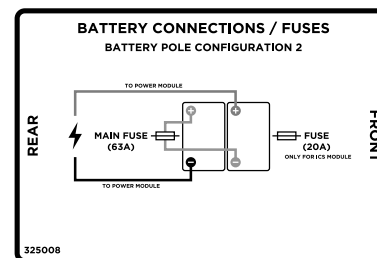 BATTERY CONNECTIONS / FUSES
BATTERY POLE CONFIGURATION 2
TO POWER MODULE
REAR
MAIN FUSE
(63A)
FUSE
(20A)
ONLY FOR ICS MODULE
FRONT
TO POWER MODULE
325008